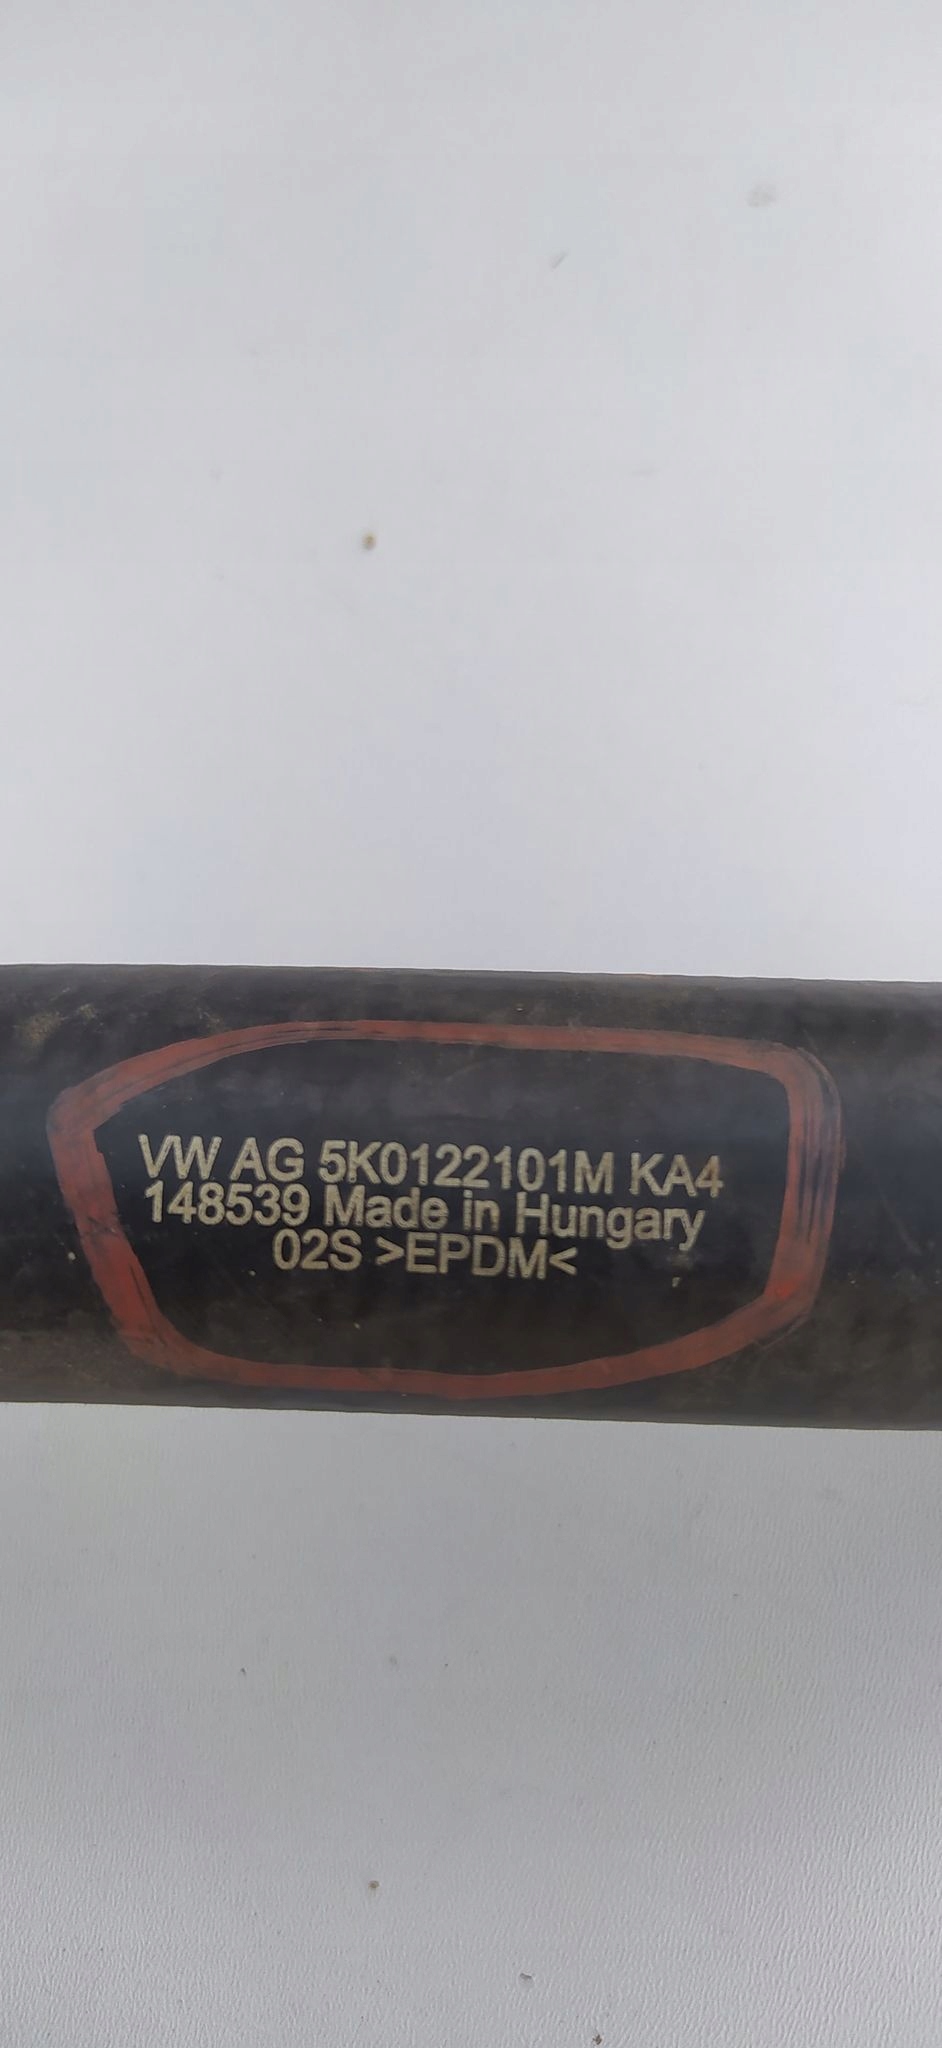 VW AG 5K0122101M KA4
148539 Made in Hungary
02S >EPDM<